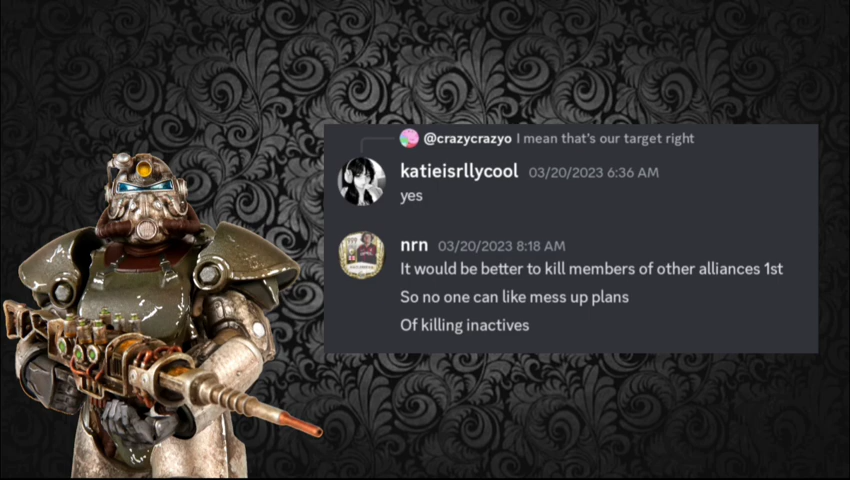 @crazycrazyo I mean that's our target right
katieisrllycool 03/20/2023 6:36 AM
yes
nrn 03/20/2023 8:18 AM
It would be better to kill members of other alliances 1st
So no one can like mess up plans
Of killing inactives